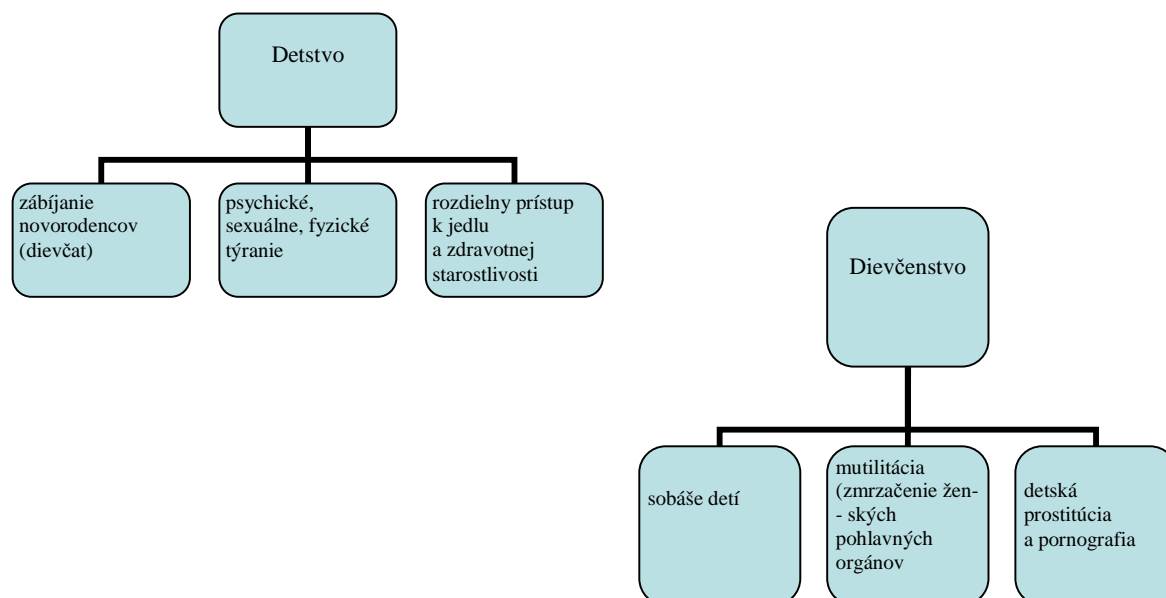 Detstvo
zábíjanie
novorodencov
(dievčat)
psychické,
sexuálne, fyzické
týranie
rozdielny prístup
k jedlu
a zdravotnej
starostlivosti
Dievčenstvo
sobáše detí
mutilitácia
(zmrzačenie žen-
- ských
pohlavných
orgánov
detská
prostitúcia
a pornografia